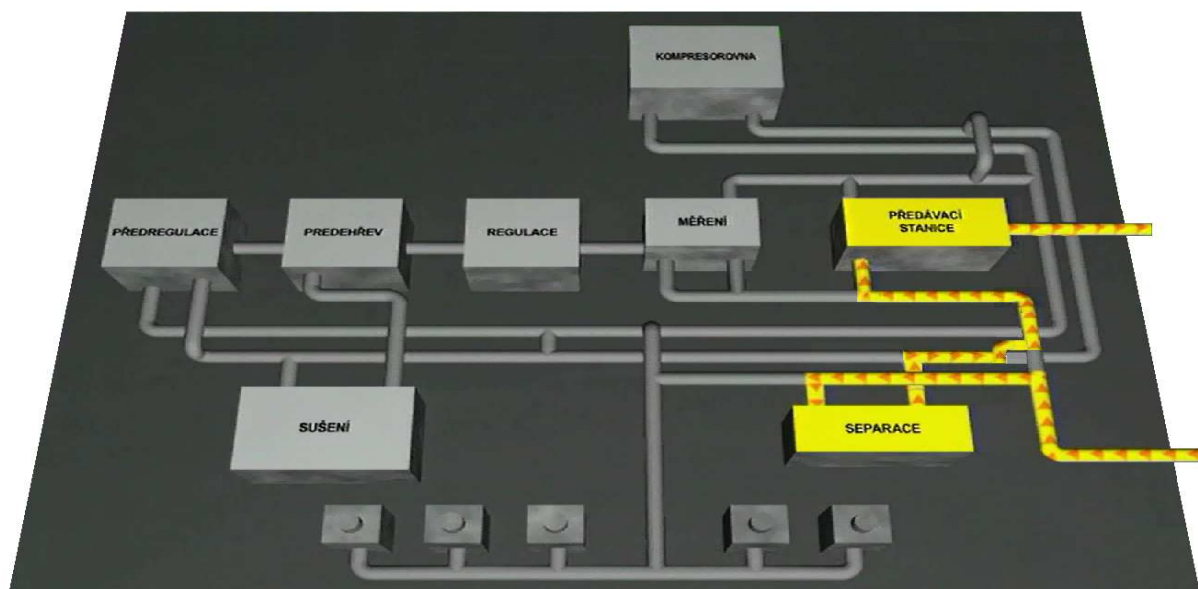 KOMPRESOROVNA
PŘEDREGULACE
PREDEHŘEV
REGULACE
MĚŘENÍ
PŘEDÁVACÍ
STANICE
SUŠENÍ
SEPARACE